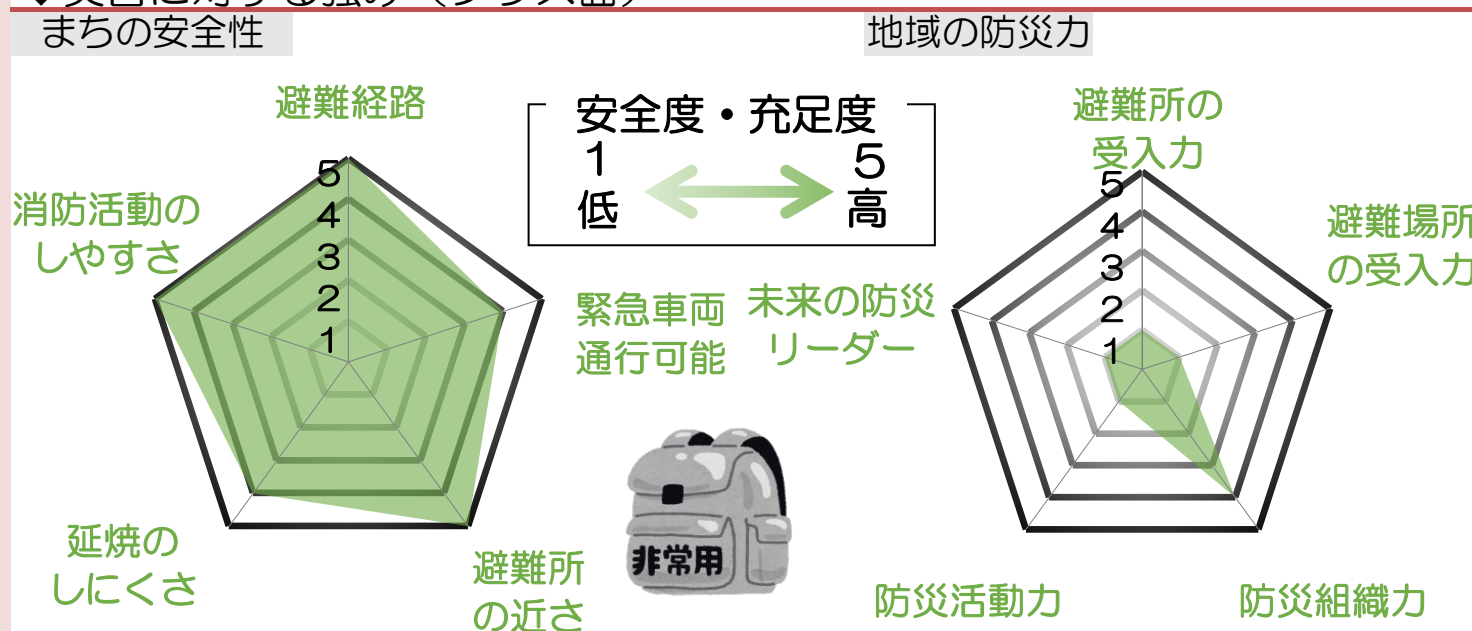 まちの安全性
地域の防災力
避難経路
消防活動の
しやすさ
5
4
3
2
1
緊急車両
通行可能
延焼の
しにくさ
避難所
の近さ
安全度・充足度
1
5
低
高
非常用
避難所の
受入力
避難場所
の受入力
未来の防災
リーダー
5
4
3
2
1
防災活動力
防災組織力